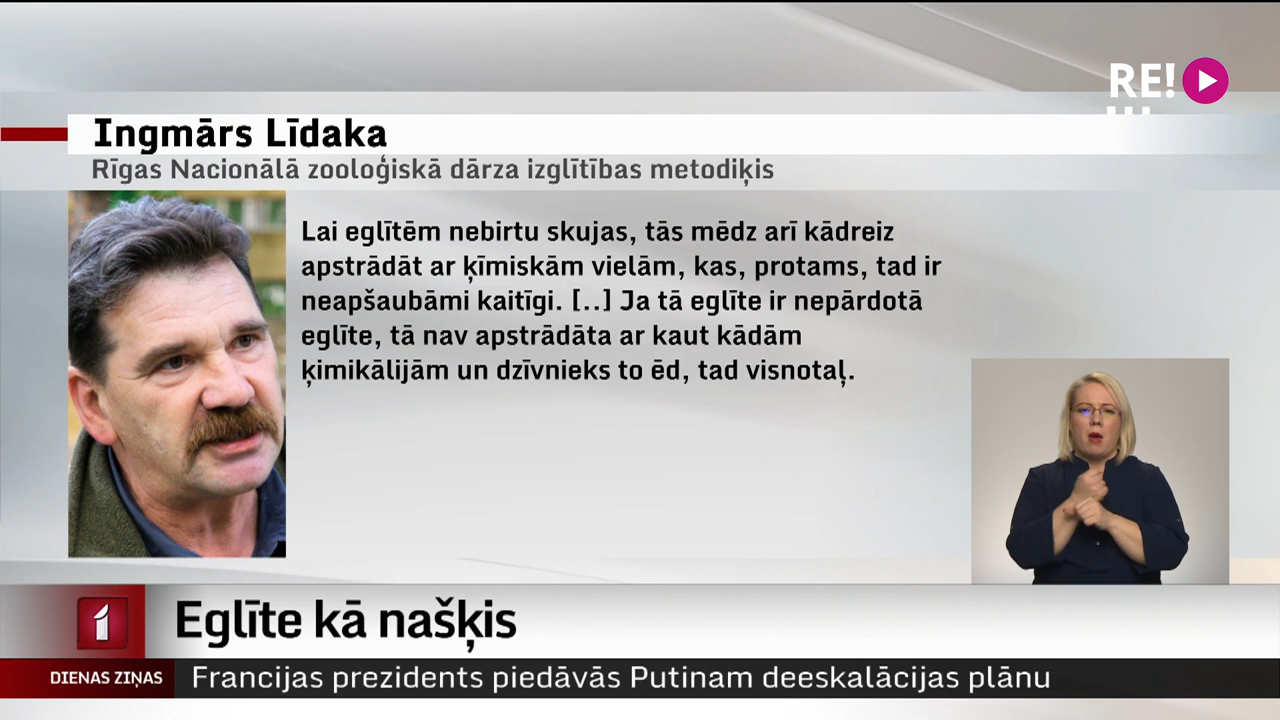 RE!
Ingmārs Līdaka
Rīgas Nacionālā zooloģiskā dārza izglītības metodiķis
Lai eglītēm nebirtu skujas, tās mēdz arī kādreiz
apstrādāt ar ķīmiskām vielām, kas, protams, tad ir
neapšaubāmi kaitīgi. [..] Ja tā eglīte ir nepārdotā
eglīte, tā nav apstrādāta ar kaut kādām
ķimikālijām un dzīvnieks to ēd, tad visnotaļ.
1
Eglīte kā našķis
DIENAS ZIŅAS
Francijas prezidents piedāvās Putinam deeskalācijas plānu